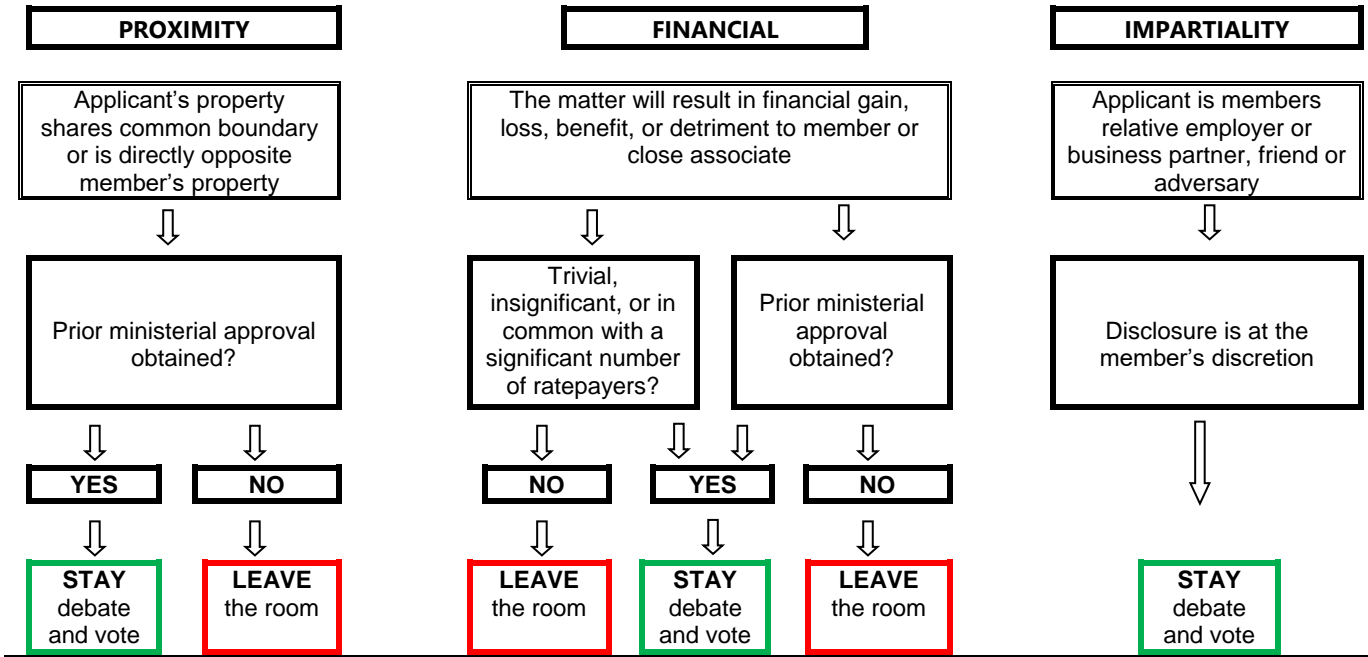 PROXIMITY
Applicant's property
shares common boundary
or is directly opposite
member's property
Prior ministerial approval
obtained?
YES
NO
STAY
debate
and vote
LEAVE
the room
FINANCIAL
The matter will result in financial gain,
loss, benefit, or detriment to member or
close associate
Trivial,
insignificant, or in
common with a
significant number
of ratepayers?
Prior ministerial
approval
obtained?
NO
YES
NO
LEAVE
the room
STAY
debate
and vote
LEAVE
the room
IMPARTIALITY
Applicant is members
relative employer or
business partner, friend or
adversary
Disclosure is at the
member's discretion
STAY
debate
and vote